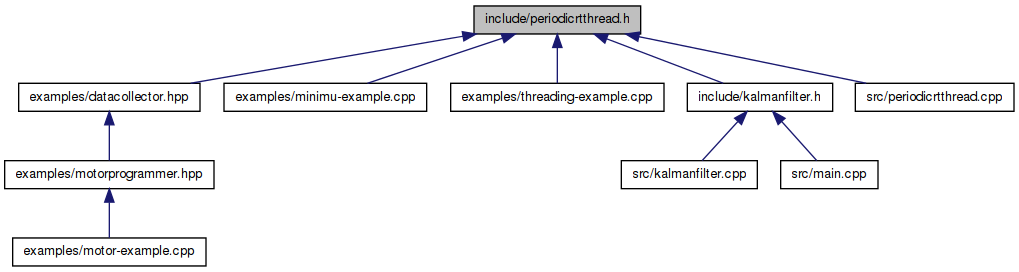 include/periodicrtthread.h
examples/datacollector.hpp
examples/minimu-example.cpp
examples/threading-example.cpp
include/kalmanfilter.h
src/periodicrtthread.cpp
examples/motorprogrammer.hpp
src/kalmanfilter.cpp
src/main.cpp
examples/motor-example.cpp